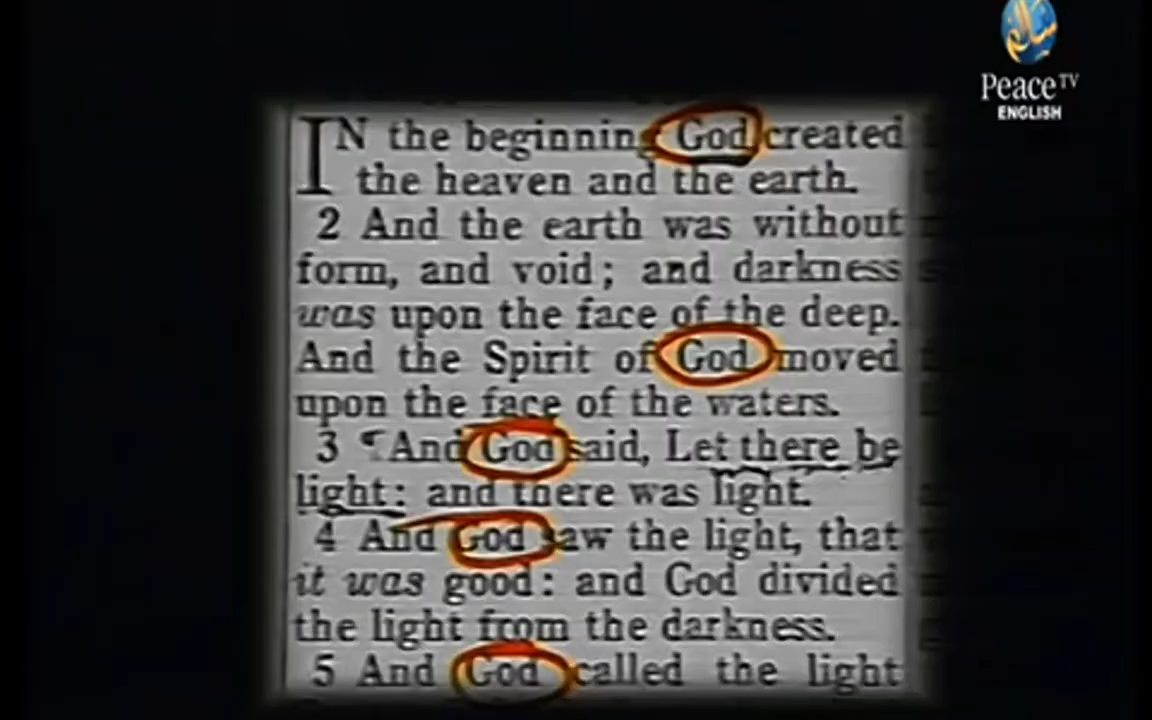 Peace TV
ENGLISH
IN the beginning God created
the heaven and the earth.
2 And the earth was without
form, and void; and darkness
was upon the face of the deep.
And the Spirit of God moved
upon the face of the waters.
3 ¶ And God said, Let there be
light: and there was light.
4 And God saw the light, that
it was good: and God divided
the light from the darkness.
5 And God called the light